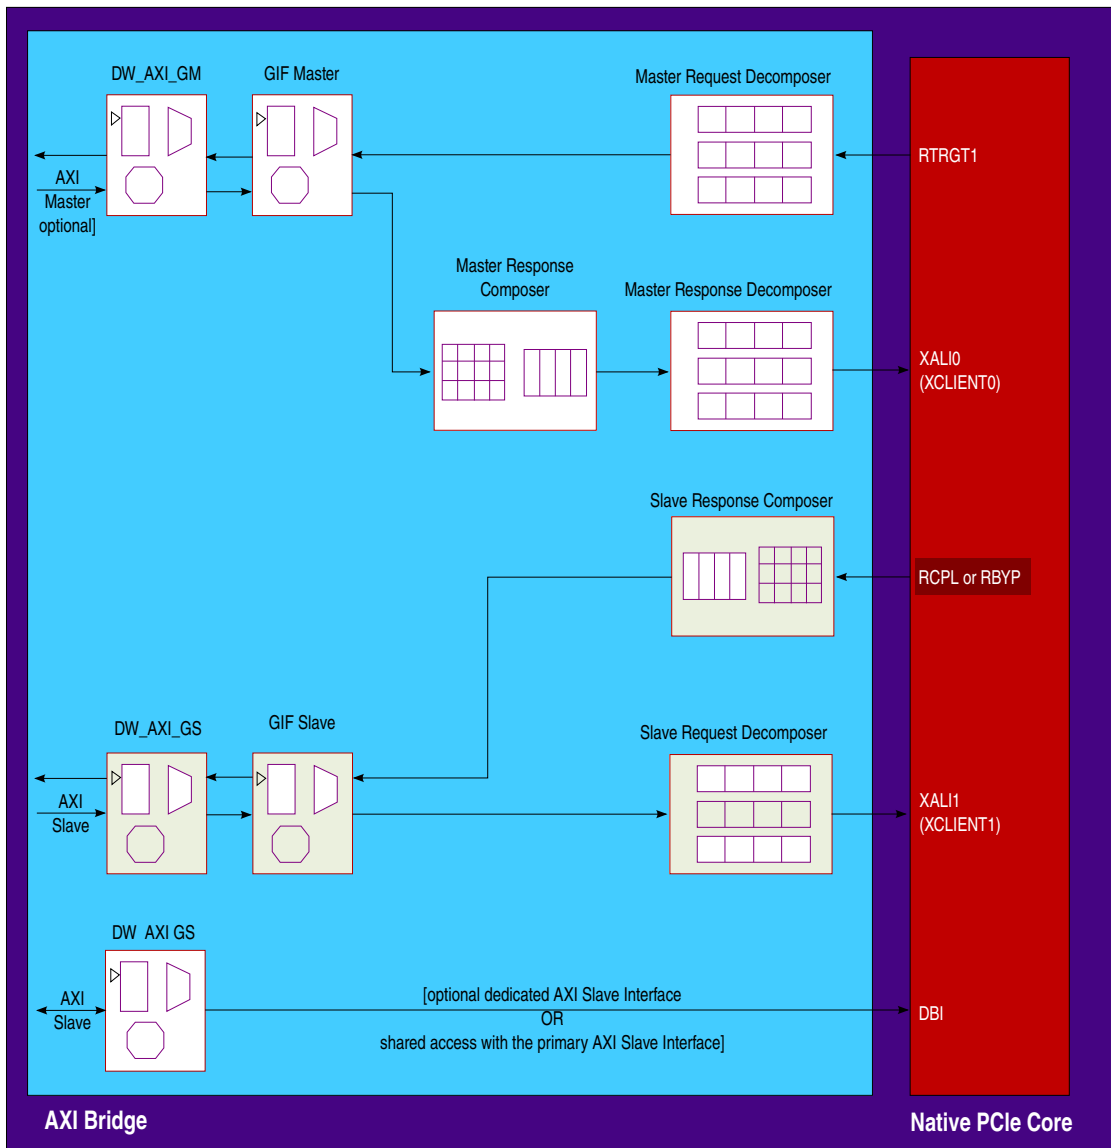 DW_AXI_GM
GIF Master
Master Request Decomposer
AXI
Master
optional]
RTRGT1
Master Response
Composer
Master Response Decomposer
XALI0
(XCLIENT0)
Slave Response Composer
RCPL or RBYP
DW_AXI_GS
GIF Slave
Slave Request Decomposer
AXI
Slave
XALI1
(XCLIENT1)
DW AXI GS
AXI
Slave
[optional dedicated AXI Slave Interface
OR
shared access with the primary AXI Slave Interface]
DBI
AXI Bridge
Native PCIe Core